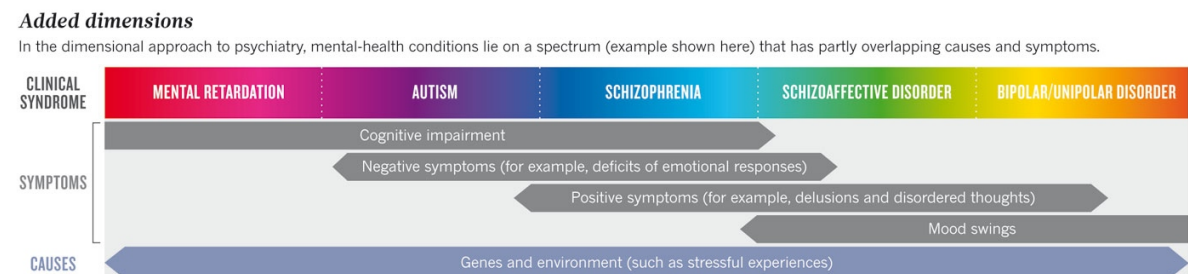 Added dimensions
In the dimensional approach to psychiatry, mental-health conditions lie on a spectrum (example shown here) that has partly overlapping causes and symptoms.
CLINICAL
SYNDROME
MENTAL RETARDATION
AUTISM
SCHIZOPHRENIA
SCHIZOAFFECTIVE DISORDER
BIPOLAR/UNIPOLAR DISORDER
SYMPTOMS
Cognitive impairment
Negative symptoms (for example, deficits of emotional responses)
Positive symptoms (for example, delusions and disordered thoughts)
Mood swings
CAUSES
Genes and environment (such as stressful experiences)